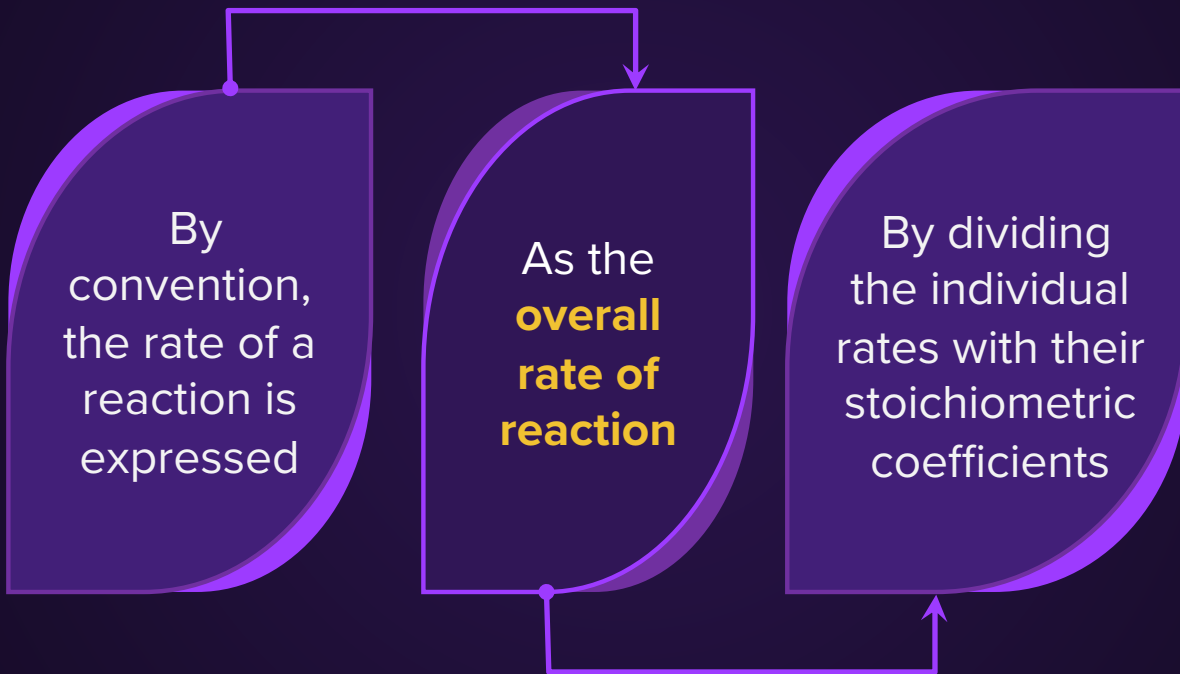 By
convention,
the rate of a
reaction is
expressed
As the
overall
rate of
reaction
By dividing
the individual
rates with their
stoichiometric
coefficients